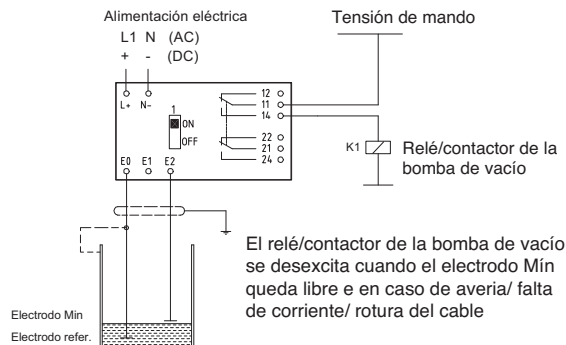 Alimentación eléctrica
Tensión de mando
L1 N (AC)
+ - (DC)
L+ N-
1
ON
OFF
12
11
14
22
21
24
E0 E1 E2
K1
Relé/contactor de la
bomba de vacío
El relé/contactor de la bomba de vacío
se desexcita cuando el electrodo Mín
queda libre e en caso de averia/ falta
de corriente/ rotura del cable
Electrodo Min
Electrodo refer.